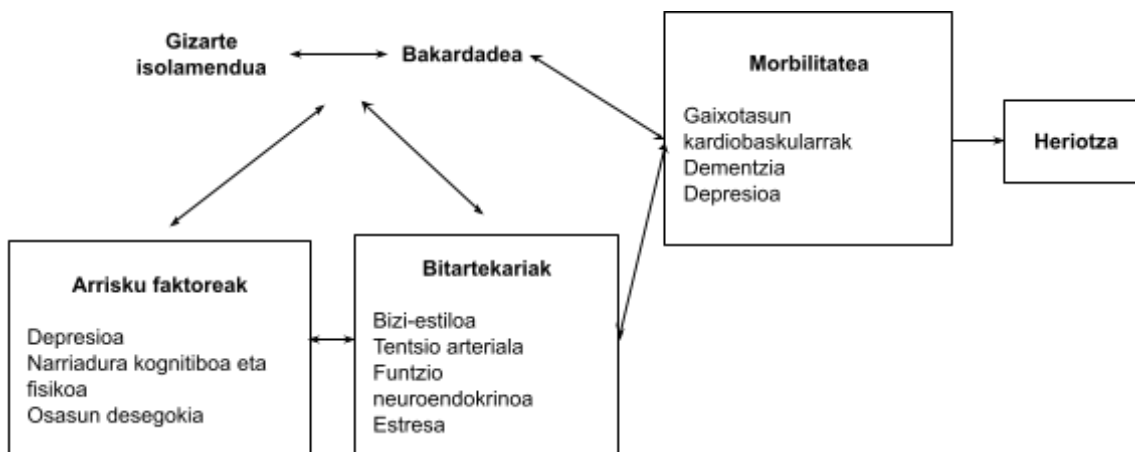 Gizarte
isolamendua
Bakardadea
Morbilitatea
Gaixotasun
kardiobaskularrak
Dementzia
Depresioa
Heriotza
Arrisku faktoreak
Depresioa
Narriadura kognitiboa eta
fisikoa
Osasun desegokia
Bitartekariak
Bizi-estiloa
Tentsio arteriala
Funtzio
neuroendokrinoa
Estresa